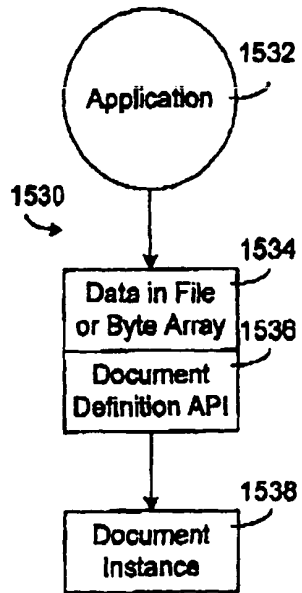 1532
Application
1530
1534
Data in File
or Byte Array
1536
Document
Definition API
1538
Document
Instance